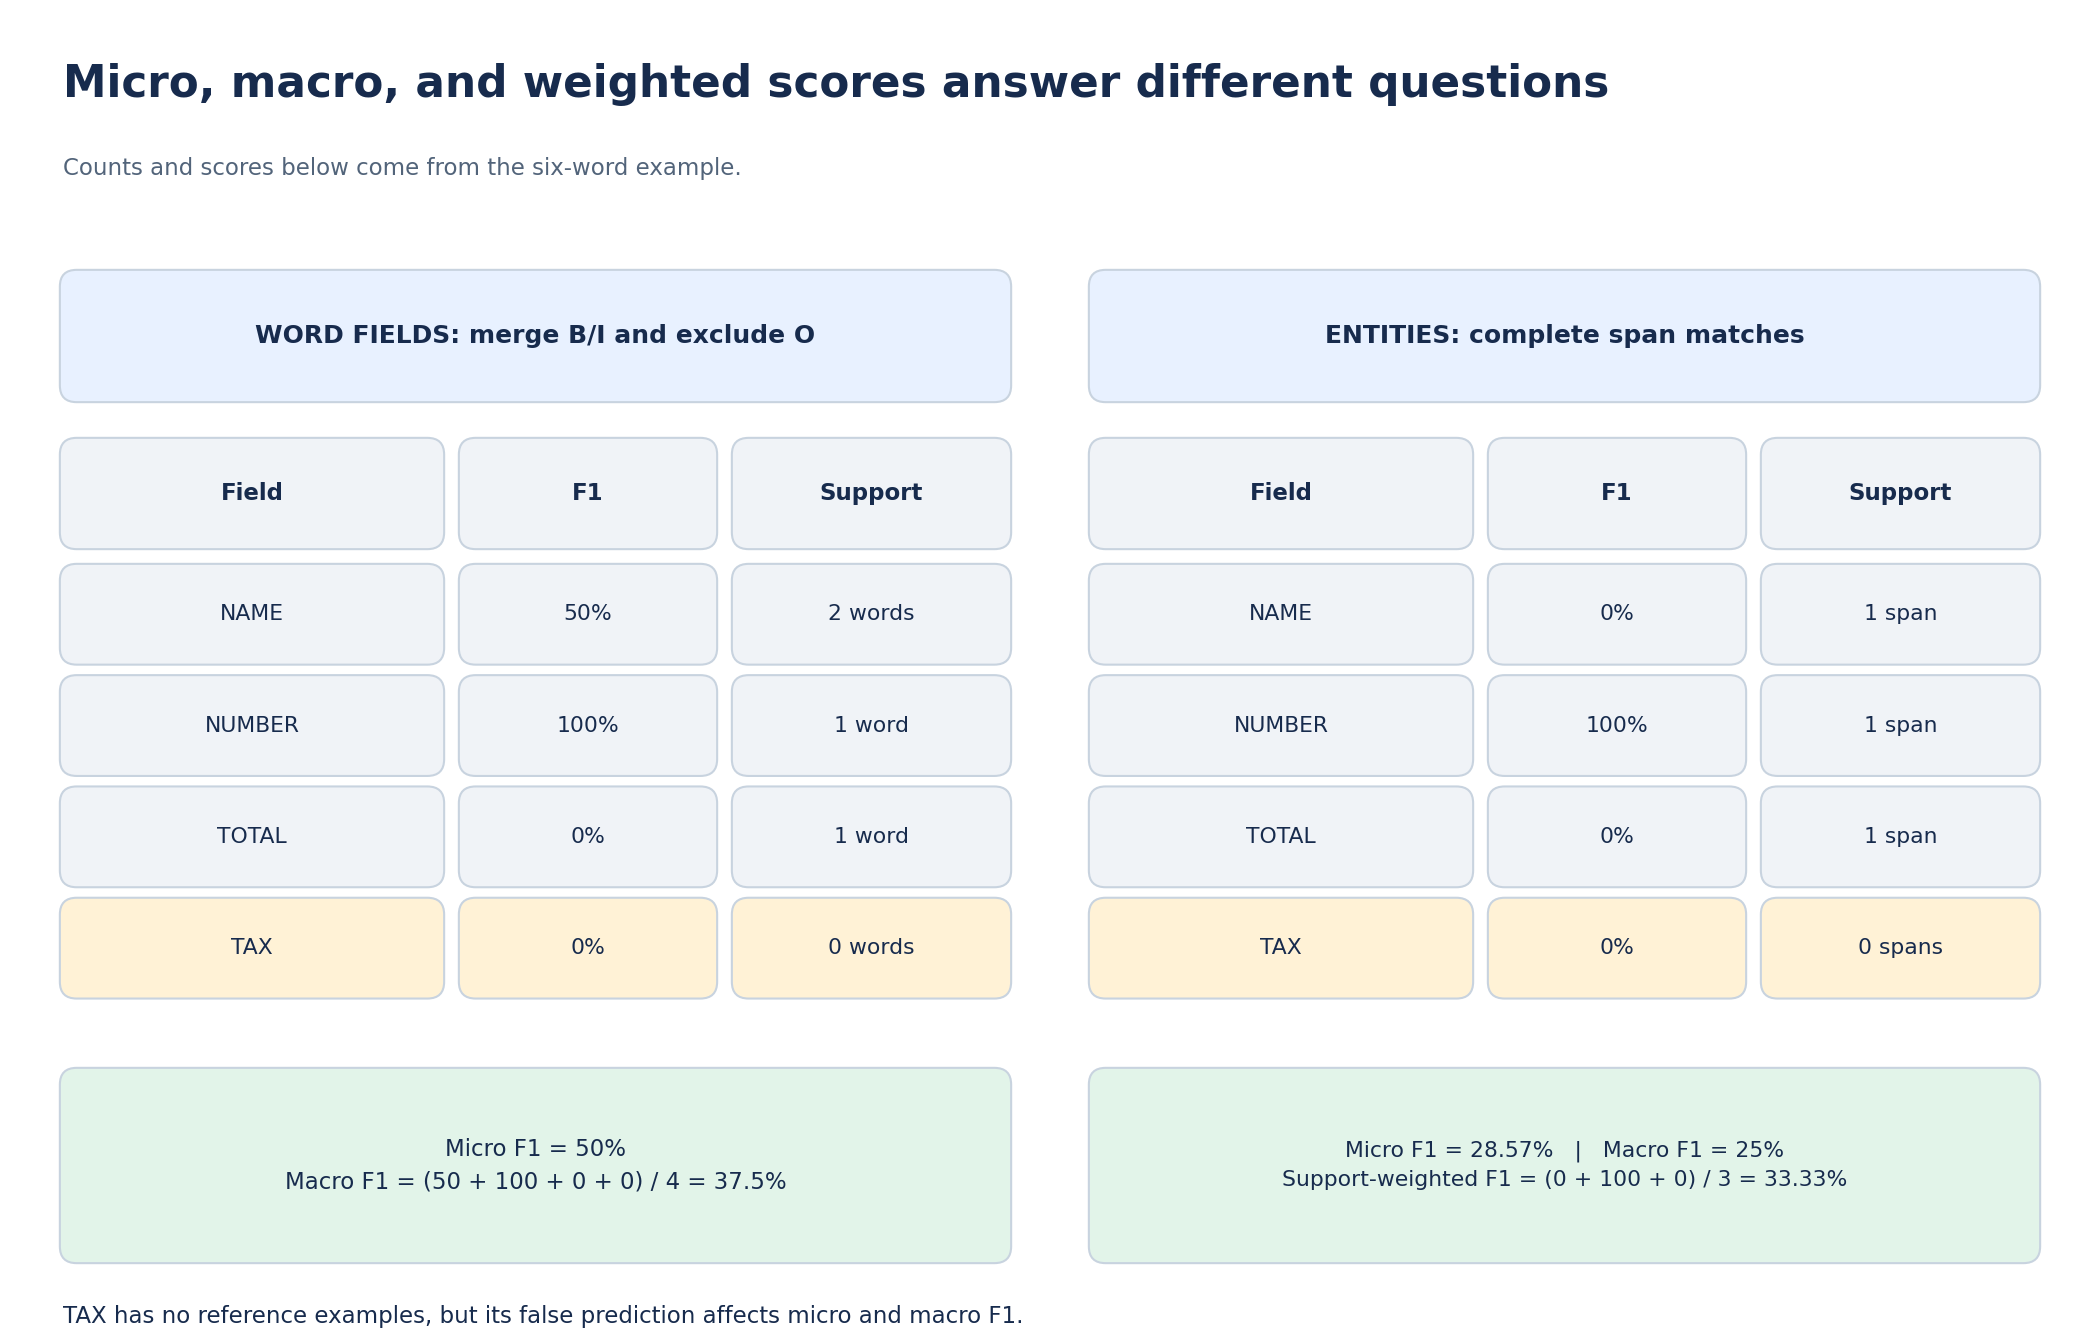 Micro, macro, and weighted scores answer different questions
Counts and scores below come from the six-word example.
WORD FIELDS: merge B/I and exclude O
Field F1 Support
NAME 50% 2 words
NUMBER 100% 1 word
TOTAL 0% 1 word
TAX 0% 0 words
Micro F1 = 50%
Macro F1 = (50 + 100 + 0 + 0) / 4 = 37.5%
ENTITIES: complete span matches
Field F1 Support
NAME 0% 1 span
NUMBER 100% 1 span
TOTAL 0% 1 span
TAX 0% 0 spans
Micro F1 = 28.57% | Macro F1 = 25%
Support-weighted F1 = (0 + 100 + 0) / 3 = 33.33%
TAX has no reference examples, but its false prediction affects micro and macro F1.